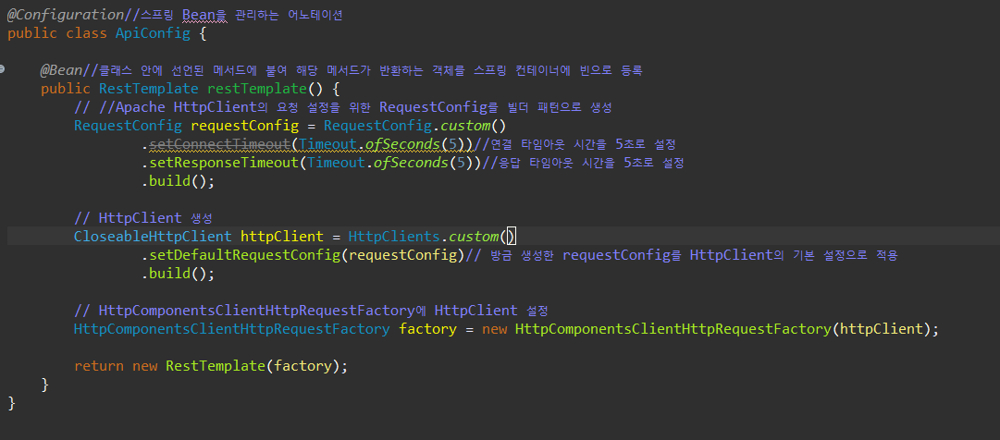 @Configuration//스프링 Bean을 관리하는 어노테이션
public class ApiConfig {
@Bean//클래스 안에 선언된 메서드에 붙여 해당 메서드가 반환하는 객체를 스프링 컨테이너에 빈으로 등록
public RestTemplate restTemplate() {
// //Apache HttpClient의 요청 설정을 위한 RequestConfig를 빌더 패턴으로 생성
RequestConfig requestConfig = RequestConfig.custom()
.setConnectTimeout(Timeout.ofSeconds(5))//연결 타임아웃 시간을 5초로 설정
.setResponseTimeout(Timeout.ofSeconds(5))//응답 타임아웃 시간을 5초로 설정
.build();
// HttpClient 생성
CloseableHttpClient httpClient = HttpClients.custom()
.setDefaultRequestConfig(requestConfig)// 방금 생성한 requestConfig를 HttpClient의 기본 설정으로 적용
.build();
// HttpComponentsClientHttpRequestFactory에 HttpClient 설정
HttpComponentsClientHttpRequestFactory factory = new HttpComponentsClientHttpRequestFactory(httpClient);
return new RestTemplate(factory);
}
}